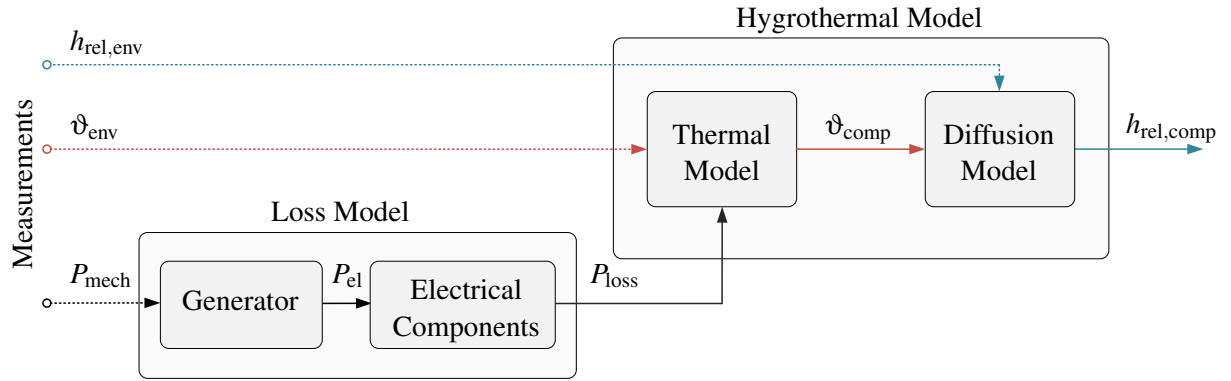 Hygrothermal Model
h_rel,env
Measurements
ϑ_env
Thermal
Model
ϑ_comp
Diffusion
Model
h_rel,comp
Loss Model
P_mech
Generator
P_el
Electrical
Components
P_loss